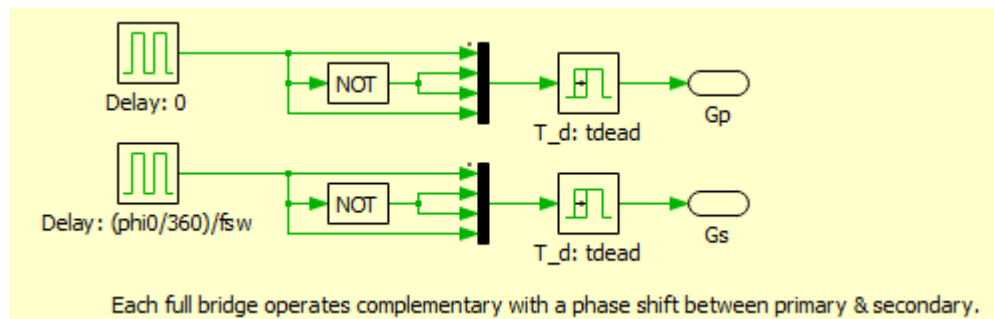 NOT
Delay: 0
T_d: tdead
Gp
NOT
Delay: (phi0/360)/fsw
T_d: tdead
Gs
Each full bridge operates complementary with a phase shift between primary & secondary.